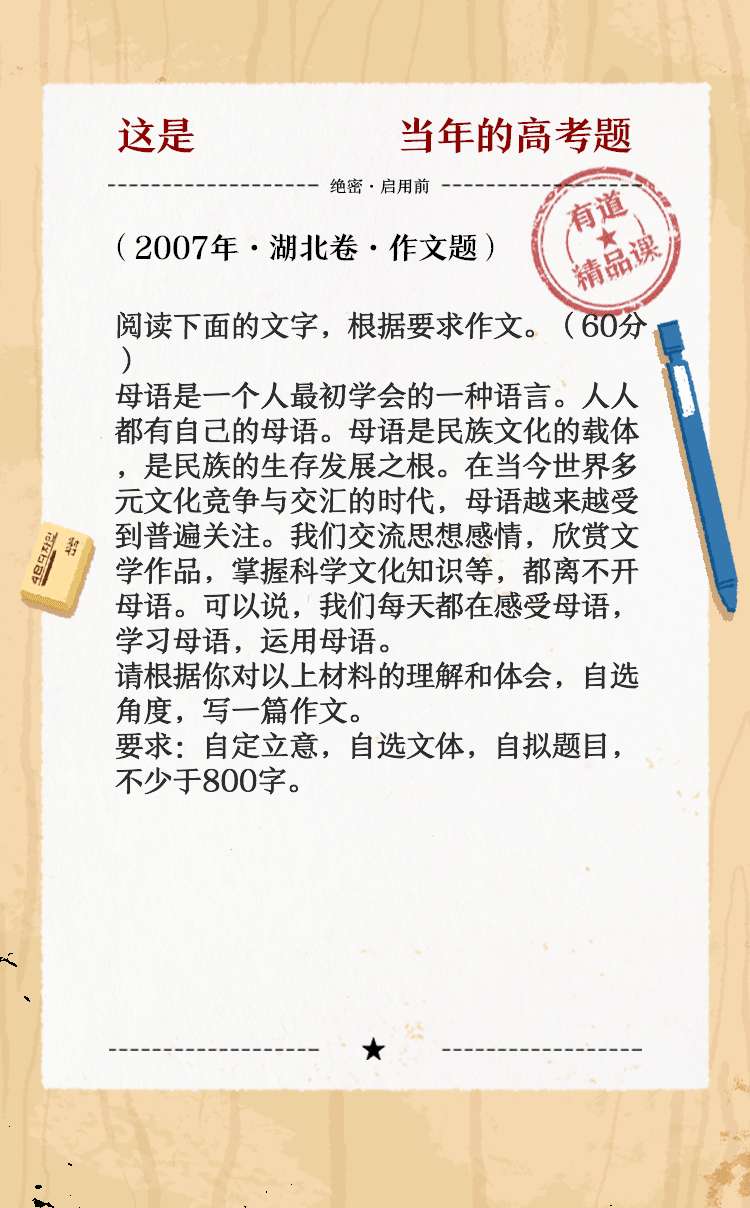 这是 当年的高考题
绝密·启用前
有道
精品课
（2007年·湖北卷·作文题）
阅读下面的文字，根据要求作文。（60分
）
母语是一个人最初学会的一种语言。人人
都有自己的母语。母语是民族文化的载体
，是民族的生存发展之根。在当今世界多
元文化竞争与交汇的时代，母语越来越受
到普遍关注。我们交流思想感情，欣赏文
学作品，掌握科学文化知识等，都离不开
母语。可以说，我们每天都在感受母语，
学习母语，运用母语。
请根据你对以上材料的理解和体会，自选
角度，写一篇作文。
要求：自定立意，自选文体，自拟题目，
不少于800字。